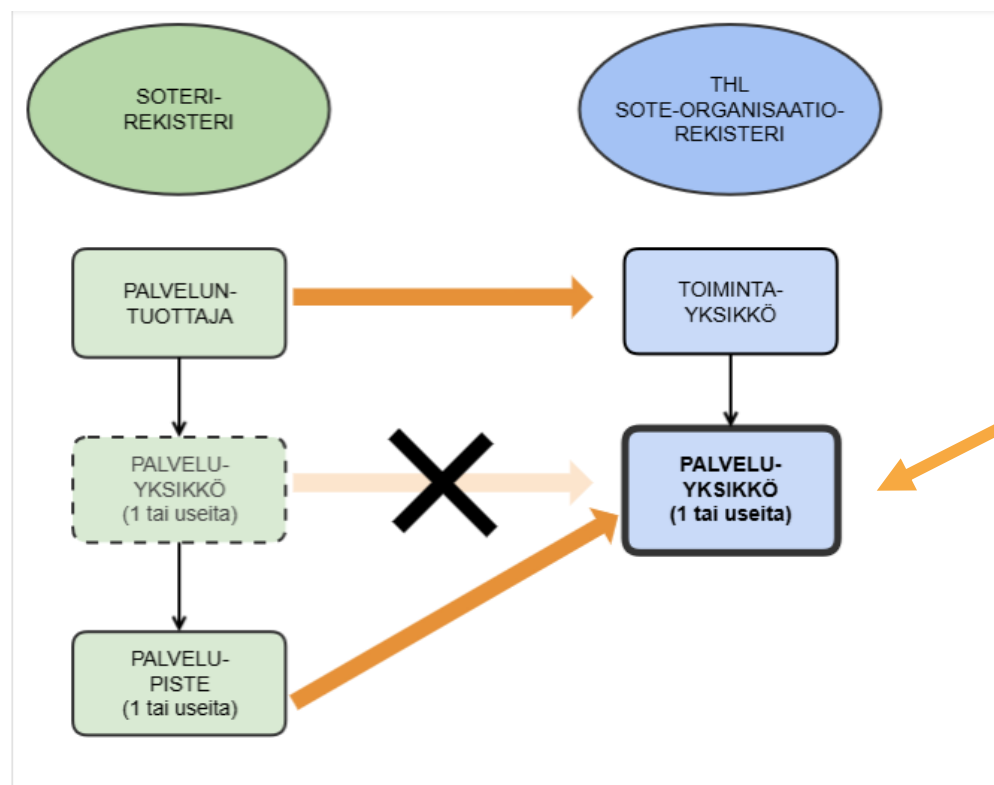 SOTERI-
REKISTERI
THL
SOTE-ORGANISAATIO-
REKISTERI
PALVELUN-
TUOTTAJA
TOIMINTA-
YKSIKKÖ
PALVELU-
YKSIKKÖ
(1 tai useita)
PALVELU-
YKSIKKÖ
(1 tai useita)
PALVELU-
PISTE
(1 tai useita)